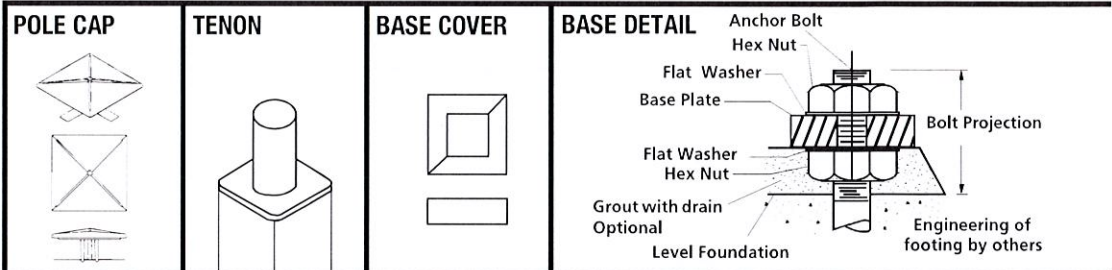 POLE CAP
TENON
BASE COVER
BASE DETAIL
Anchor Bolt
Hex Nut
Flat Washer
Base Plate
Bolt Projection
Flat Washer
Hex Nut
Grout with drain
Optional
Level Foundation
Engineering of
footing by others